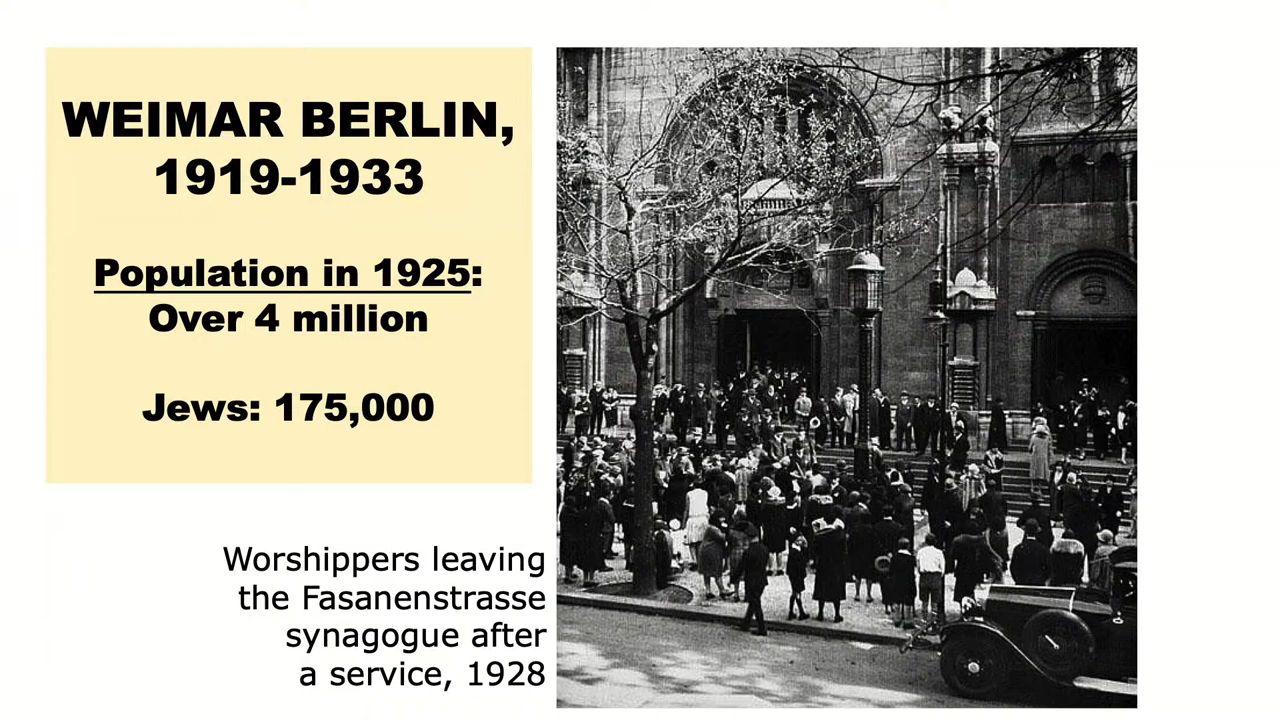 WEIMAR BERLIN,
1919-1933
Population in 1925:
Over 4 million
Jews: 175,000
Worshippers leaving
the Fasanenstrasse
synagogue after
a service, 1928